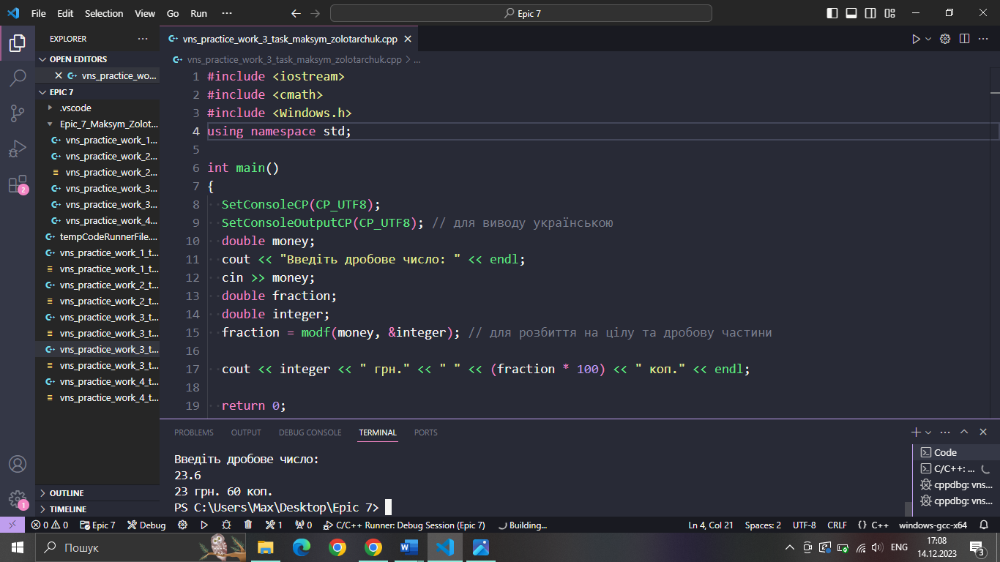 File Edit Selection View Go Run ··· Epic 7
EXPLORER ···
OPEN EDITORS
vns_practice_wo...
EPIC 7
.vscode
Epic_7_Maksym_Zolot...
vns_practice_work_1...
vns_practice_work_2...
vns_practice_work_2...
vns_practice_work_3...
vns_practice_work_3...
vns_practice_work_4...
tempCodeRunnerFile....
vns_practice_work_1_t...
vns_practice_work_1_t...
vns_practice_work_2_t...
vns_practice_work_2_t...
vns_practice_work_3_t...
vns_practice_work_3_t...
vns_practice_work_3_t...
vns_practice_work_3_t...
vns_practice_work_4_t...
vns_practice_work_4_t...
OUTLINE
TIMELINE
2
1
vns_practice_work_3_task_maksym_zolotarchuk.cpp
vns_practice_work_3_task_maksym_zolotarchuk.cpp > ...
1 #include <iostream>
2 #include <cmath>
3 #include <Windows.h>
4 using namespace std;
5
6 int main()
7 {
8 SetConsoleCP(CP_UTF8);
9 SetConsoleOutputCP(CP_UTF8); // для виводу українською
10 double money;
11 cout << "Введіть дробове число: " << endl;
12 cin >> money;
13 double fraction;
14 double integer;
15 fraction = modf(money, &integer); // для розбиття на цілу та дробову частини
16
17 cout << integer << " грн." << " " << (fraction * 100) << " коп." << endl;
18
19 return 0;
PROBLEMS OUTPUT DEBUG CONSOLE TERMINAL PORTS
Введіть дробове число:
23.6
23 грн. 60 коп.
PS C:\Users\Max\Desktop\Epic 7>
Code
C/C++: ...
cppdbg: vns...
cppdbg: vns...
0 0 Epic 7 Debug 1 0 C/C++ Runner: Debug Session (Epic 7) Building... Ln 4, Col 21 Spaces: 2 UTF-8 CRLF {} C++ windows-gcc-x64
Пошук ENG 17:08
14.12.2023 3